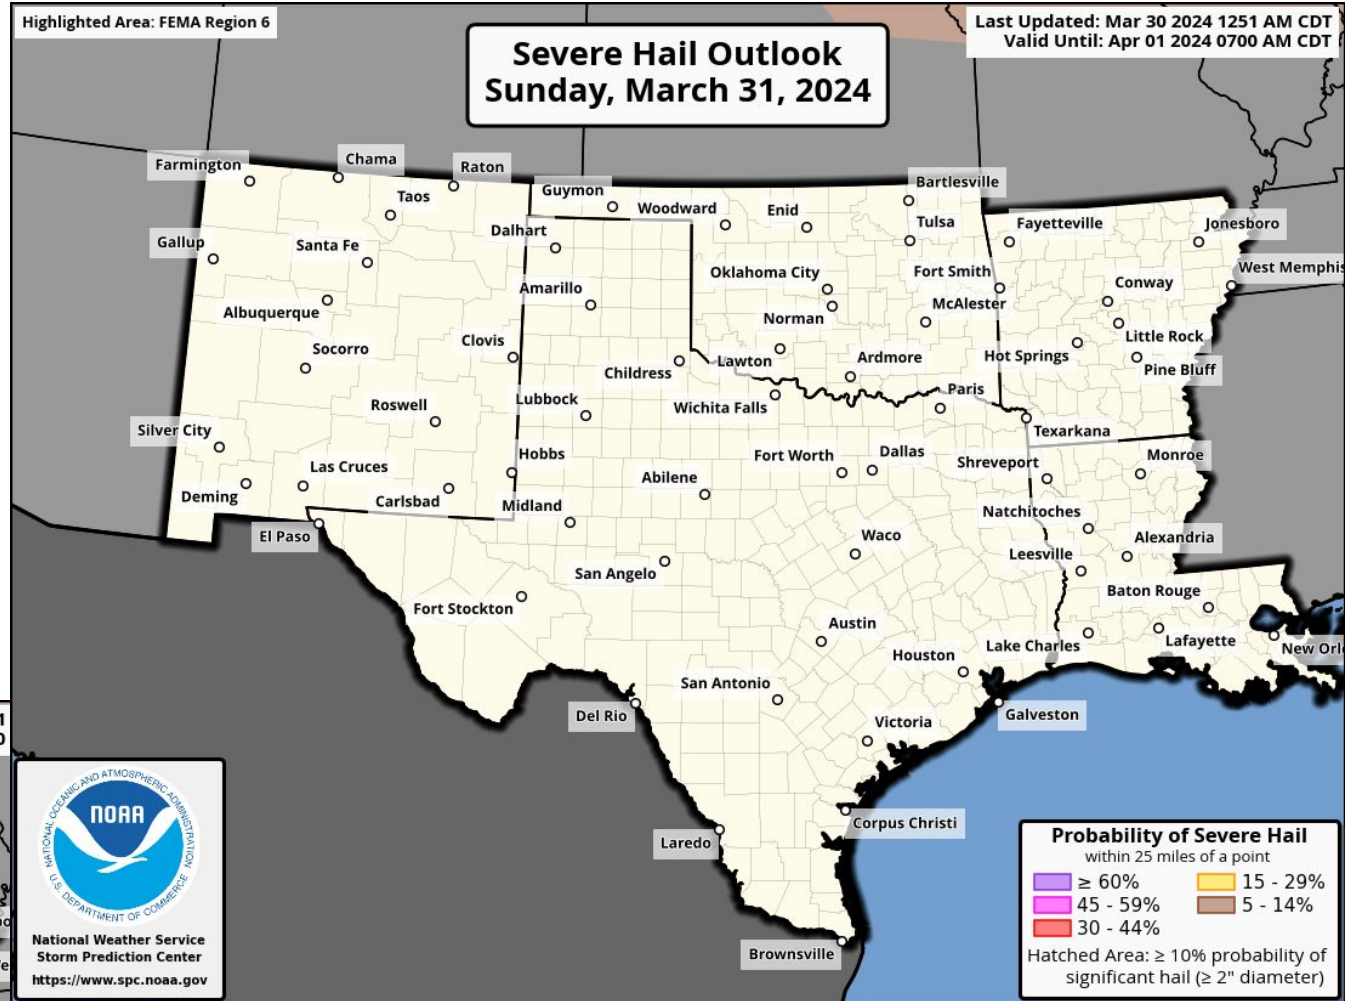 Highlighted Area: FEMA Region 6
Last Updated: Mar 30 2024 1251 AM CDT
Valid Until: Apr 01 2024 0700 AM CDT
Severe Hail Outlook
Sunday, March 31, 2024
Farmington
Chama
Raton
Taos
Guymon
Woodward
Enid
Bartlesville
Gallup
Santa Fe
Dalhart
Tulsa
Fayetteville
Jonesboro
Albuquerque
Amarillo
Oklahoma City
Fort Smith
Conway
West Memphis
Norman
McAlester
Socorro
Clovis
Childress
Lawton
Ardmore
Hot Springs
Little Rock
Pine Bluff
Roswell
Lubbock
Wichita Falls
Paris
Silver City
Texarkana
Las Cruces
Hobbs
Abilene
Fort Worth
Dallas
Shreveport
Monroe
Deming
Carlsbad
Midland
Natchitoches
El Paso
San Angelo
Waco
Leesville
Alexandria
Fort Stockton
Baton Rouge
Austin
Houston
Lake Charles
Lafayette
New Orl
San Antonio
Del Rio
Victoria
Galveston
Laredo
Corpus Christi
Brownsville
1
0
NATIONAL OCEANIC AND ATMOSPHERIC ADMINISTRATION
NOAA
U.S. DEPARTMENT OF COMMERCE
National Weather Service
Storm Prediction Center
https://www.spc.noaa.gov
Probability of Severe Hail
within 25 miles of a point
≥ 60% 15 - 29%
45 - 59% 5 - 14%
30 - 44%
Hatched Area: ≥ 10% probability of
significant hail (≥ 2" diameter)